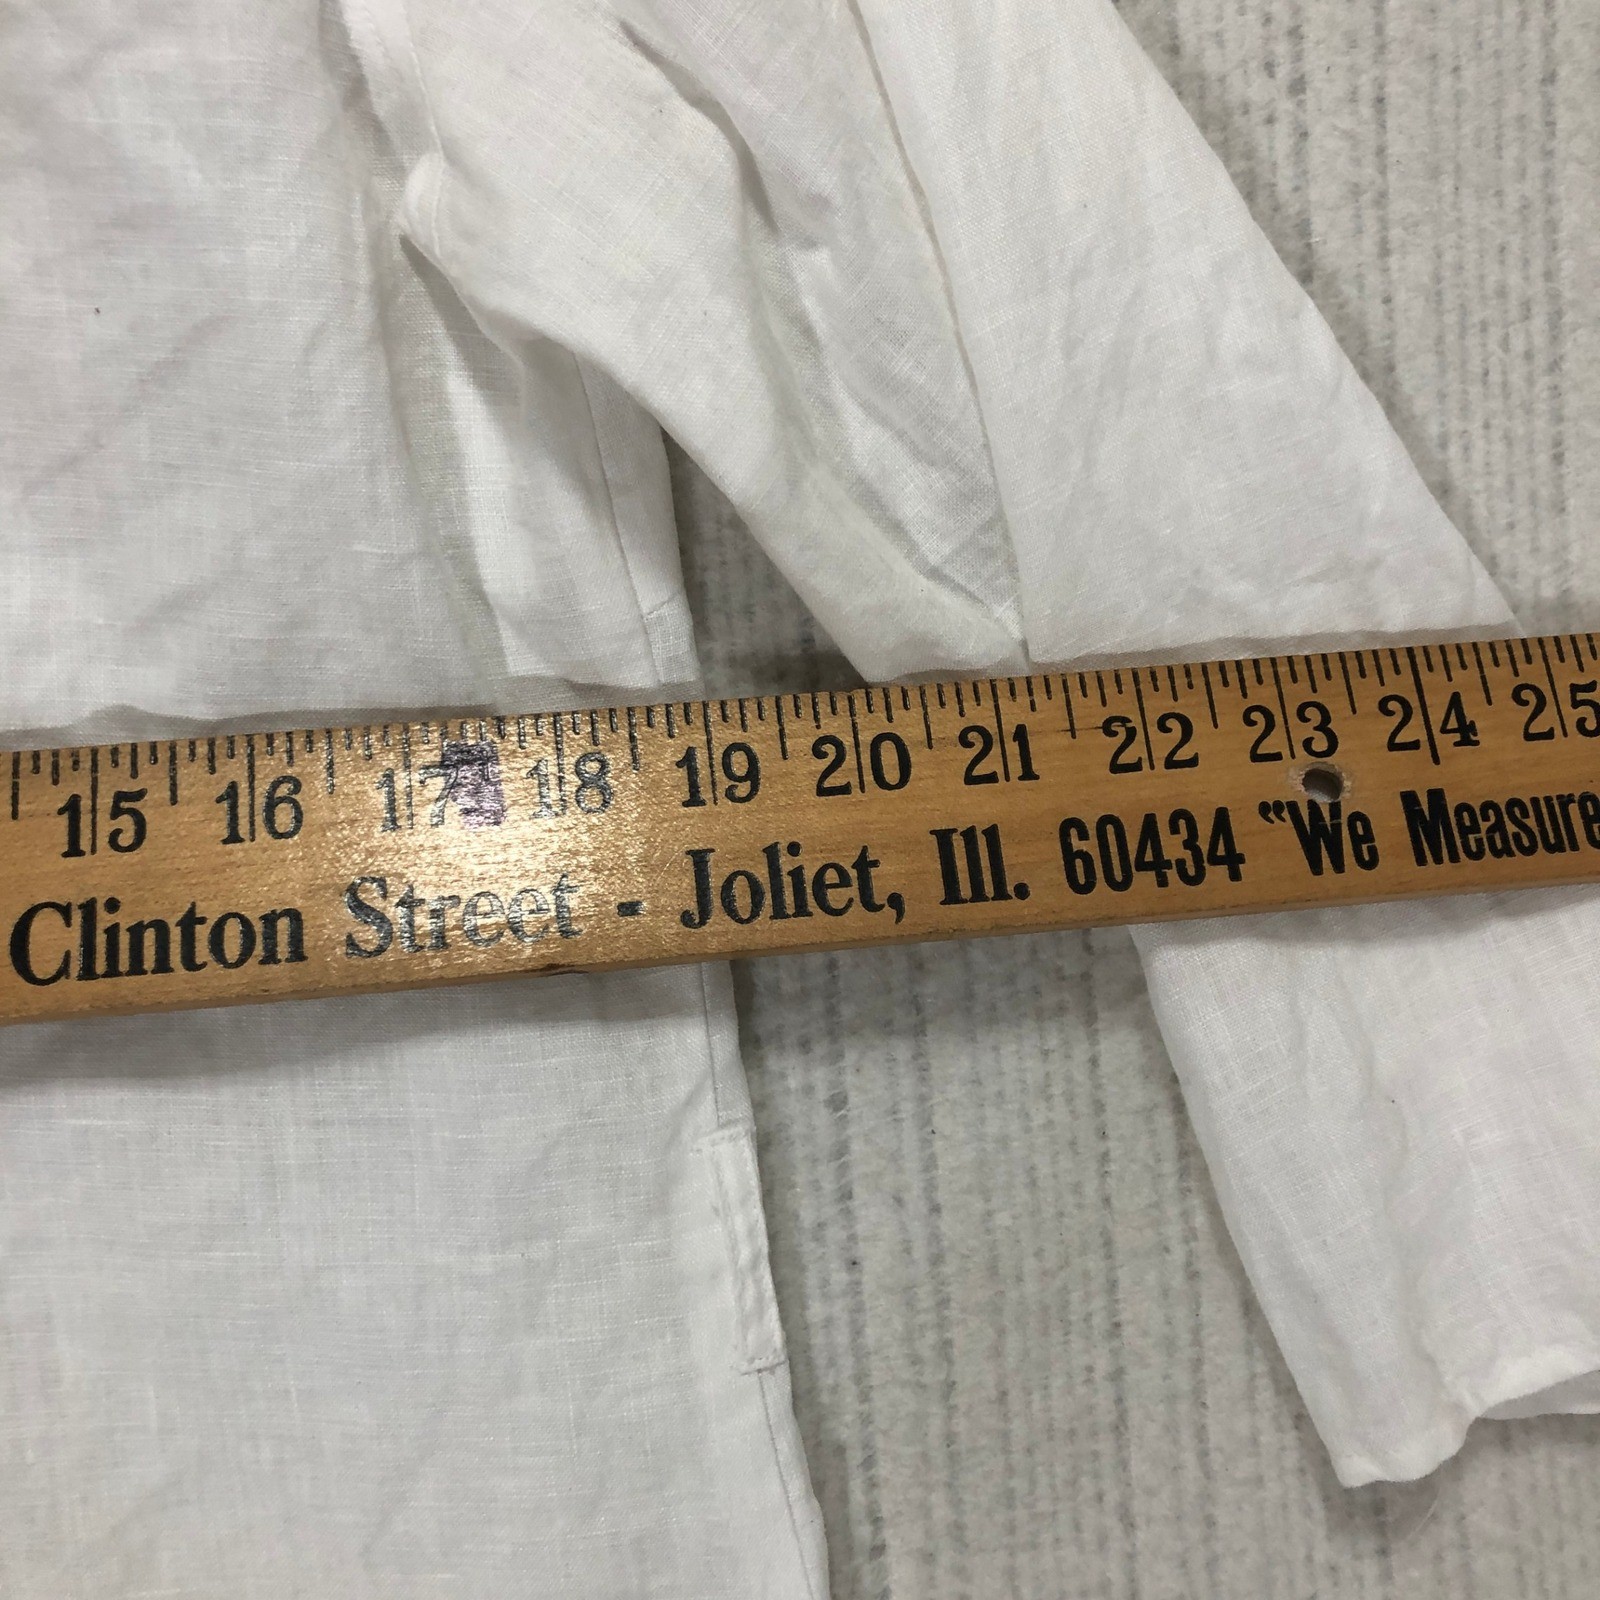 15 16 17 18 19 20 21 22 23 24 25
Clinton Street - Joliet, Ill. 60434 "We Measure